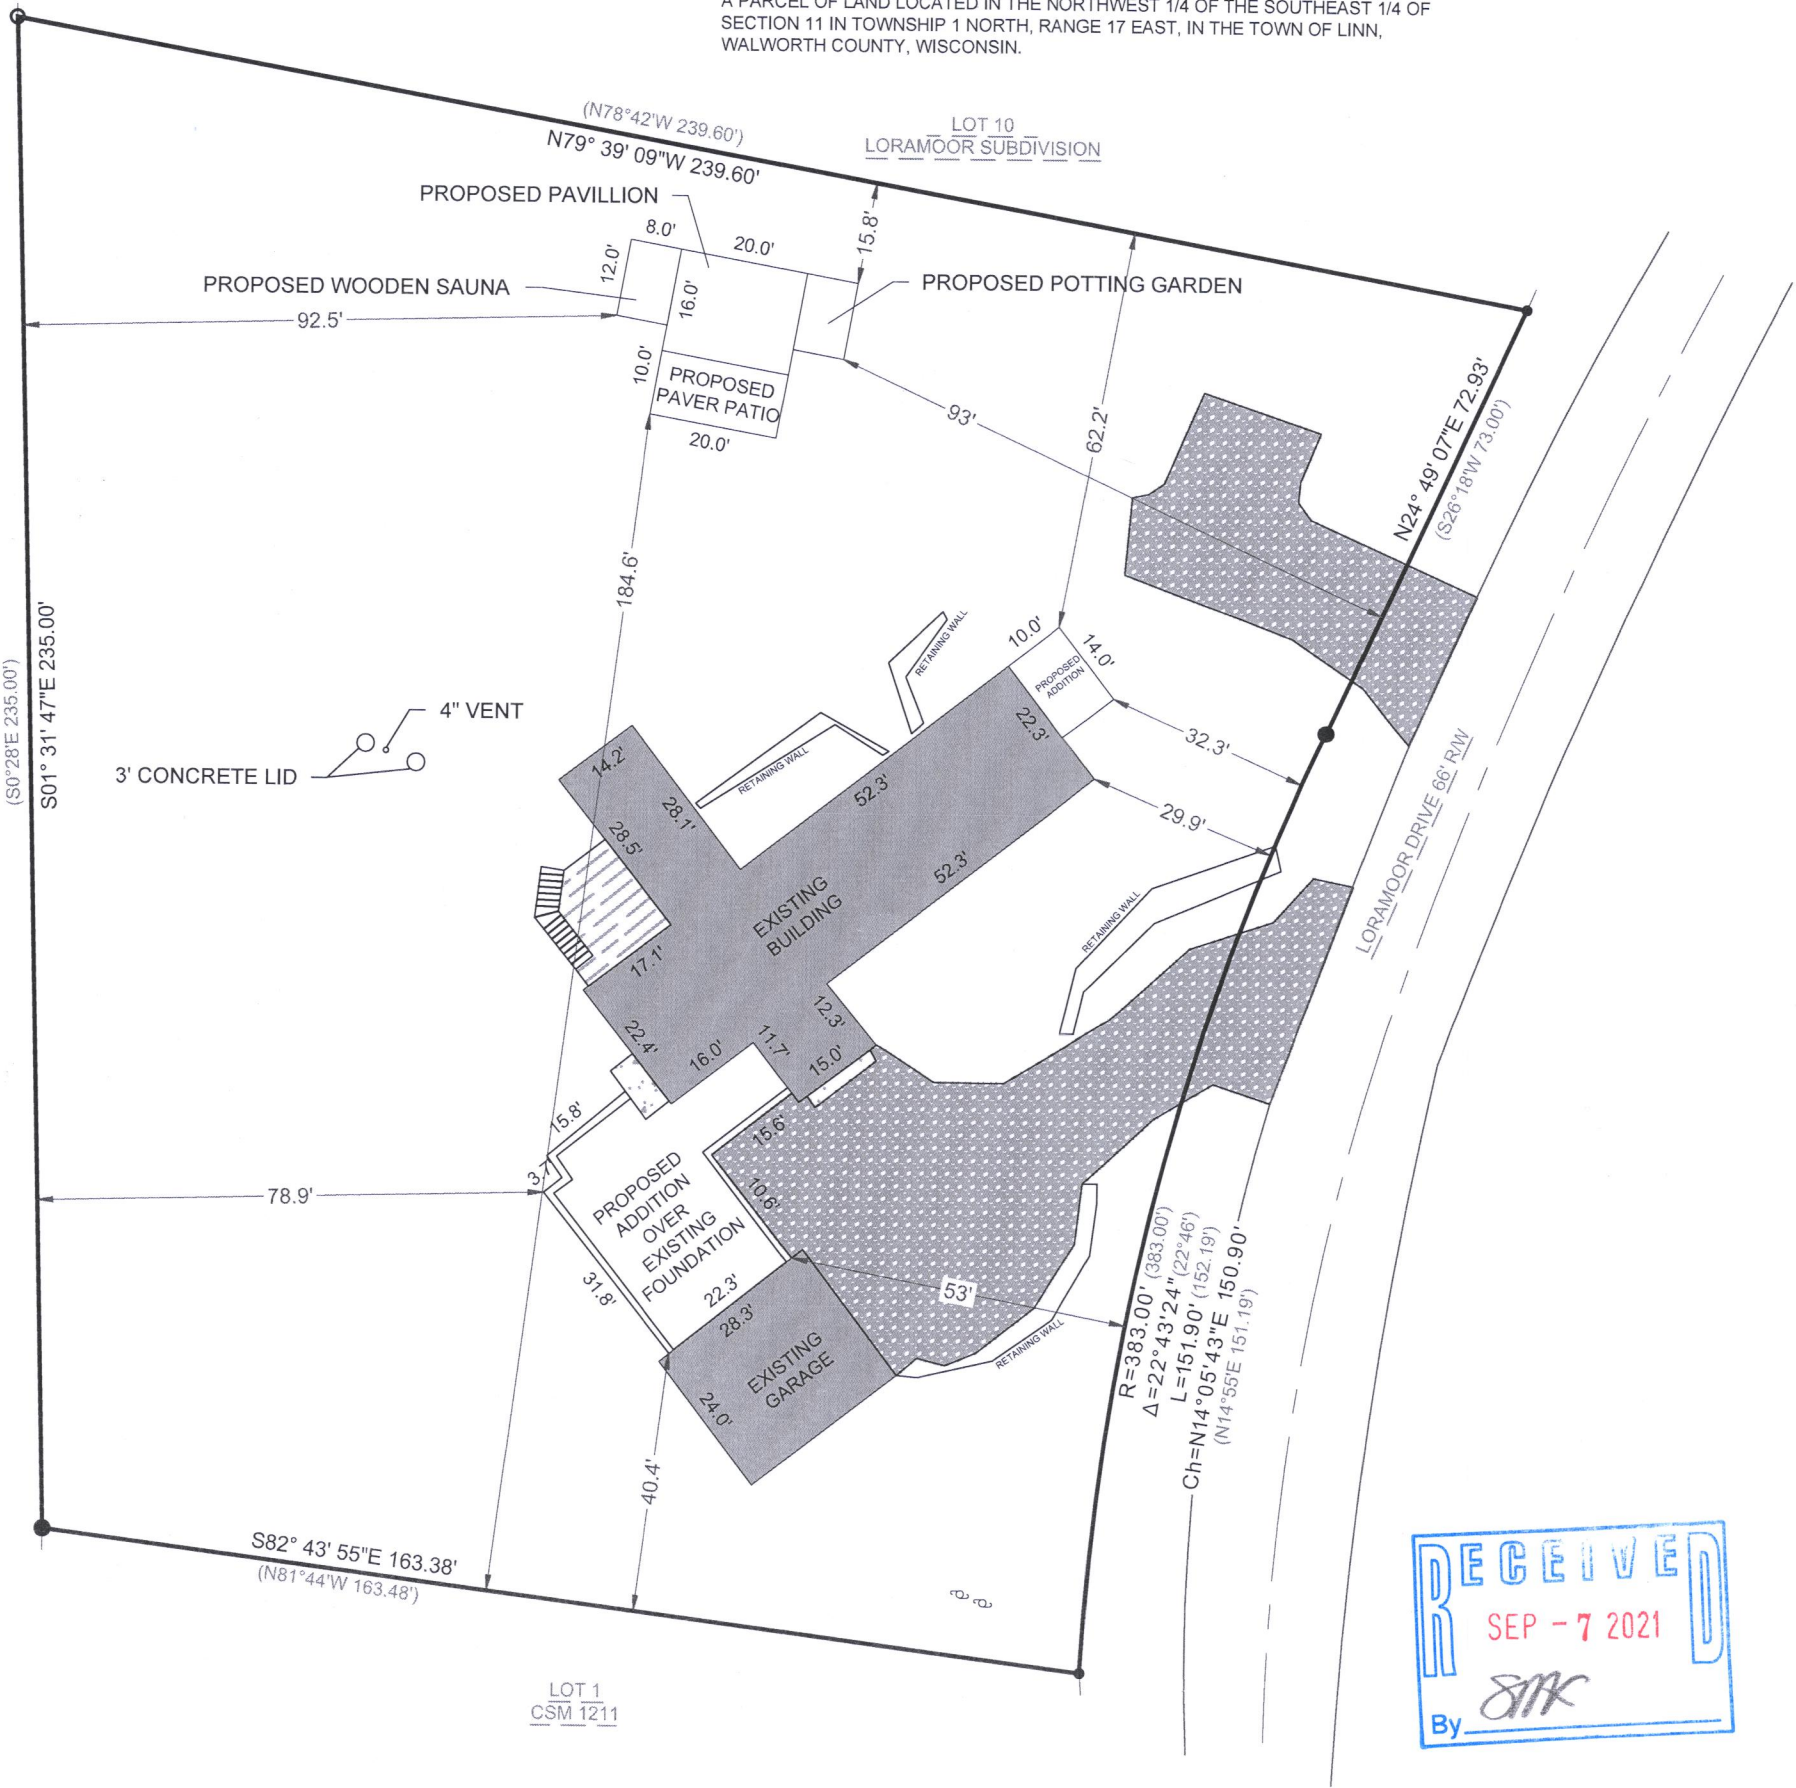 A PARCEL OF LAND LOCATED IN THE NORTHWEST 1/4 OF THE SOUTHEAST 1/4 OF
SECTION 11 IN TOWNSHIP 1 NORTH, RANGE 17 EAST, IN THE TOWN OF LINN,
WALWORTH COUNTY, WISCONSIN.
(N78°42'W 239.60')
N79° 39' 09"W 239.60'
LOT 10
LORAMOOR SUBDIVISION
PROPOSED PAVILLION
8.0'
20.0'
15.8'
12.0'
PROPOSED WOODEN SAUNA
16.0'
PROPOSED POTTING GARDEN
92.5'
10.0'
PROPOSED
PAVER PATIO
20.0'
93'
62.2'
N24° 49' 07"E 72.93'
(S26°18'W 73.00')
184.6'
(S0°28'E 235.00')
S01° 31' 47"E 235.00'
RETAINING WALL
10.0'
14.0'
PROPOSED
ADDITION
22.3'
32.3'
4" VENT
3' CONCRETE LID
14.2'
RETAINING WALL
28.1'
52.3'
28.5'
29.9'
LORAMOOR DRIVE 66' R/W
52.3'
EXISTING
BUILDING
RETAINING WALL
17.1'
12.3'
22.4'
16.0'
11.7'
15.0'
15.8'
15.6'
3.7'
78.9'
PROPOSED
ADDITION
OVER
EXISTING
FOUNDATION
10.6'
31.8'
22.3'
28.3'
53'
EXISTING
GARAGE
24.0'
RETAINING WALL
R=383.00' (383.00')
Δ=22°43'24" (22°46')
L=151.90' (152.19')
Ch=N14°05'43"E 150.90'
(N14°55'E 151.19')
40.4'
S82° 43' 55"E 163.38'
(N81°44'W 163.48')
LOT 1
CSM 1211
RECEIVED
SEP - 7 2021
By SMK